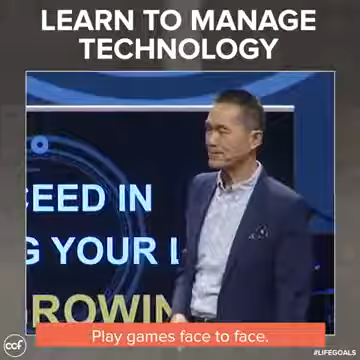 LEARN TO MANAGE
TECHNOLOGY
CEED IN
G YOUR L
ROWIN
Play games face to face.
ccf
#LIFEGOALS